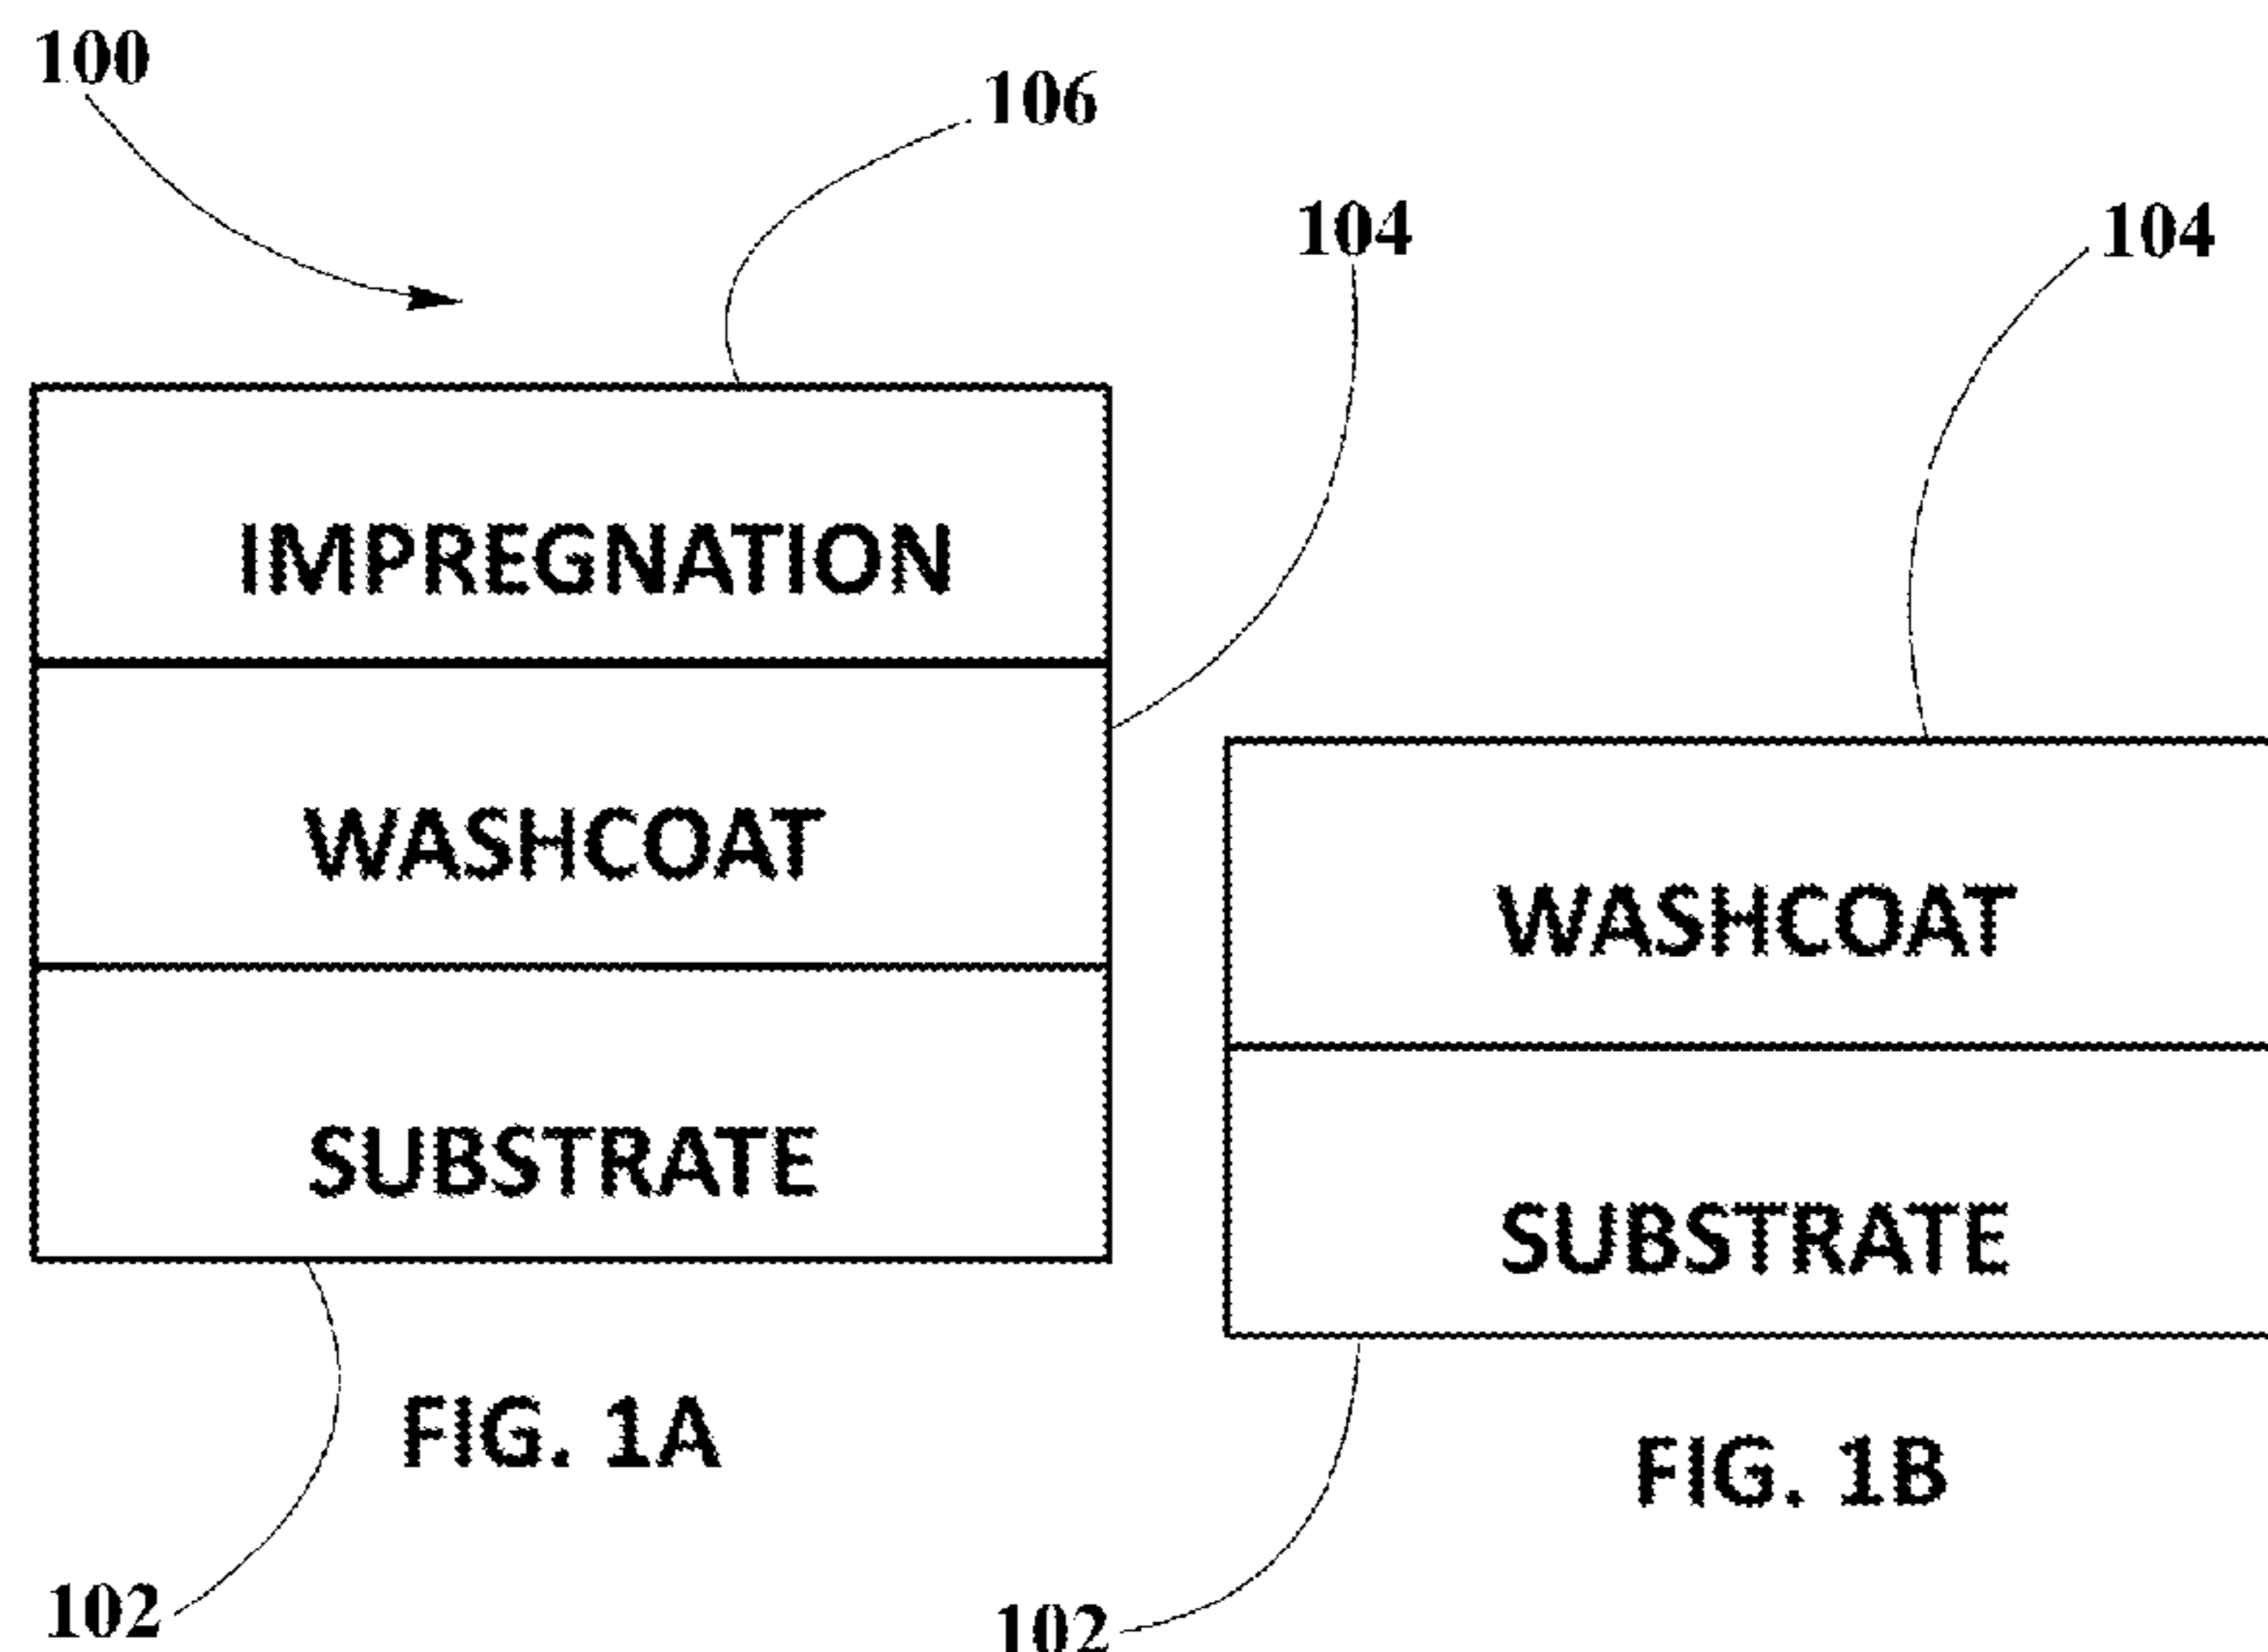 100
106
104
IMPREGNATION
WASHCOAT
SUBSTRATE
FIG. 1A
102
104
WASHCOAT
SUBSTRATE
FIG. 1B
102